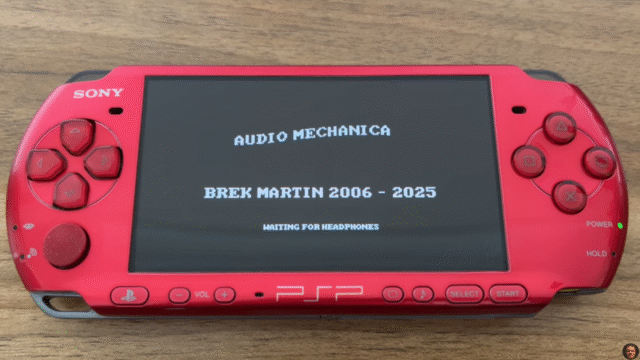 SONY
AUDIO MECHANICA
BREK MARTIN 2006 - 2025
WAITING FOR HEADPHONES
POWER
HOLD
VOL
PSP
SELECT
START